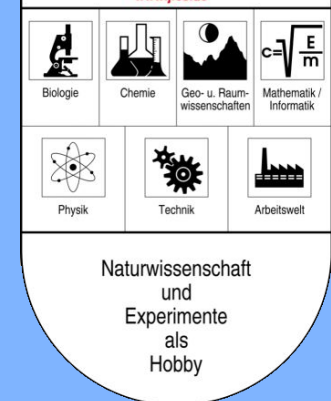 Biologie
Chemie
Geo- u. Raum-
wissenschaften
Mathematik /
Informatik
c=√E/m
Physik
Technik
Arbeitswelt
Naturwissenschaft
und
Experimente
als
Hobby